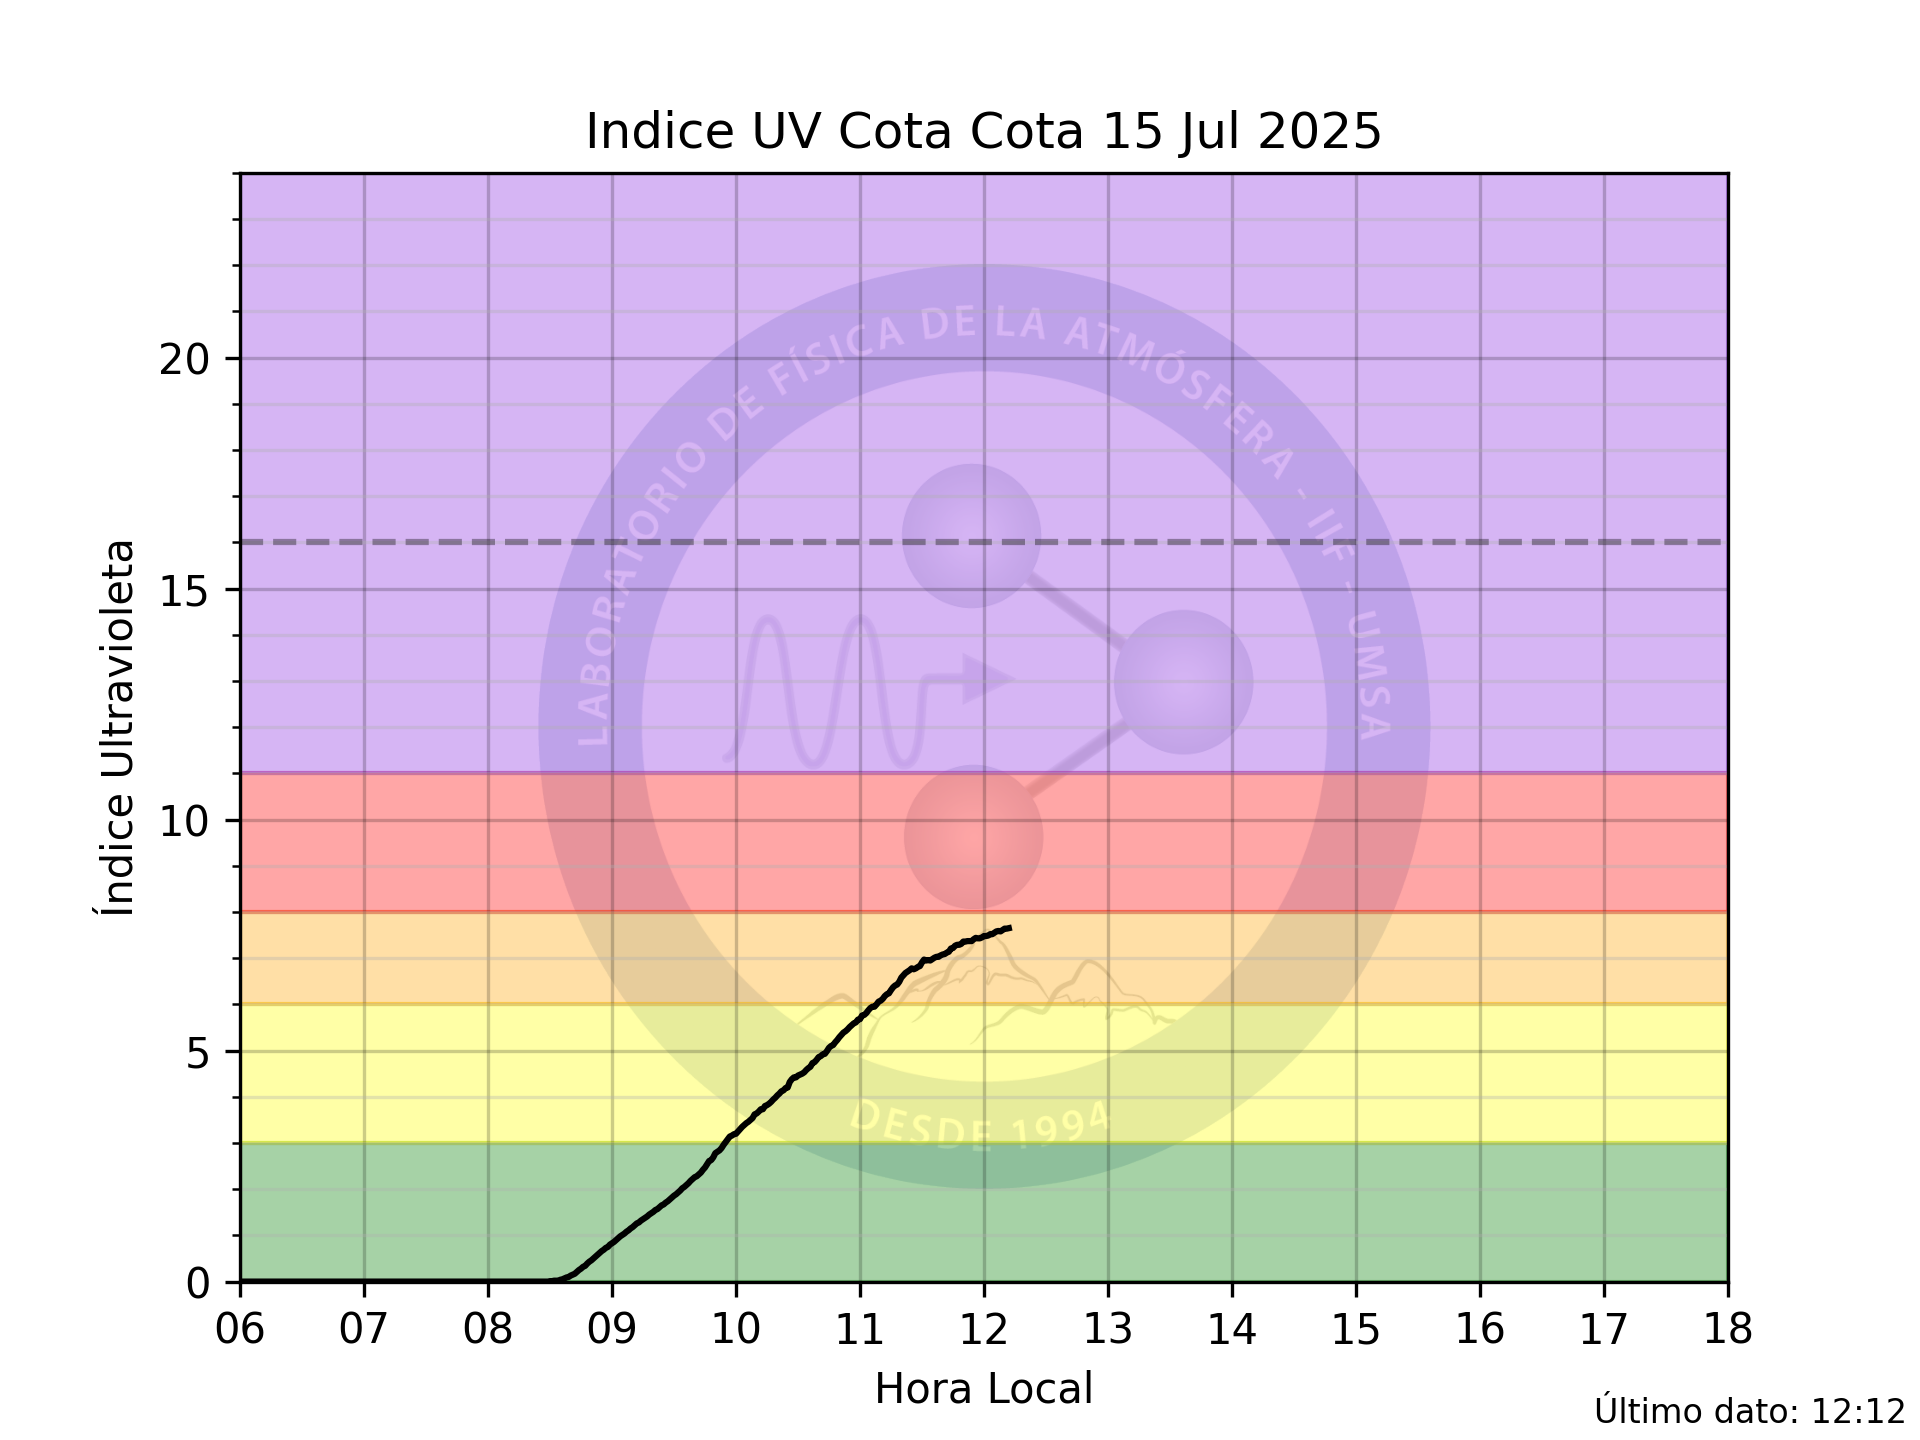 Indice UV Cota Cota 15 Jul 2025
20
15
10
5
0
Índice Ultravioleta
LABORATORIO DE FÍSICA DE LA ATMÓSFERA - IIF - UMSA
DESDE 1994
06 07 08 09 10 11 12 13 14 15 16 17 18
Hora Local
Último dato: 12:12